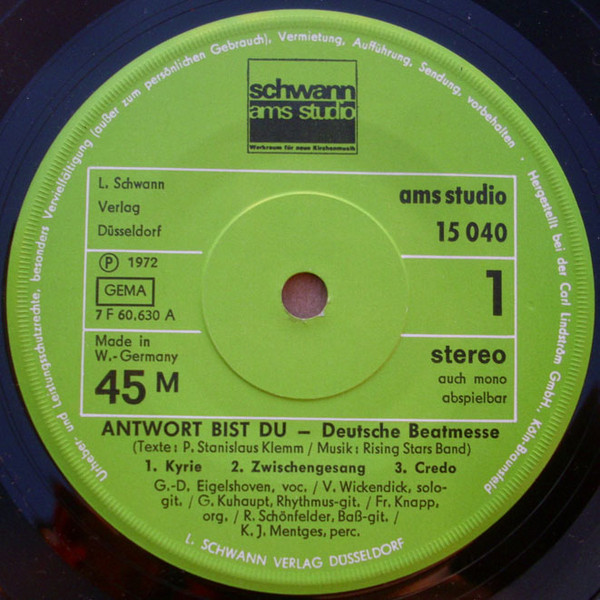 schwann
ams studio
Werkraum für neue Kirchenmusik
L. Schwann
Verlag
Düsseldorf
ams studio
15 040
Ⓟ 1972
GEMA
7 F 60,630 A
1
Made in
W.-Germany
45 M
stereo
auch mono
abspielbar
ANTWORT BIST DU – Deutsche Beatmesse
(Texte: P. Stanislaus Klemm / Musik: Rising Stars Band)
1. Kyrie 2. Zwischengesang 3. Credo
G.-D. Eigelshoven, voc. / V. Wickendick, solo-
git. / G. Kuhaupt, Rhythmus-git. / Fr. Knapp,
org. / R. Schönfelder, Baß-git. /
K. J. Mentges, perc.
L. SCHWANN VERLAG DÜSSELDORF
Urheber- und Leistungsschutzrechte, besonders Vervielfältigung (außer zum persönlichen Gebrauch), Vermietung, Aufführung, Sendung, vorbehalten · Hergestellt bei der Carl Lindström GmbH., Köln-Braunsfeld